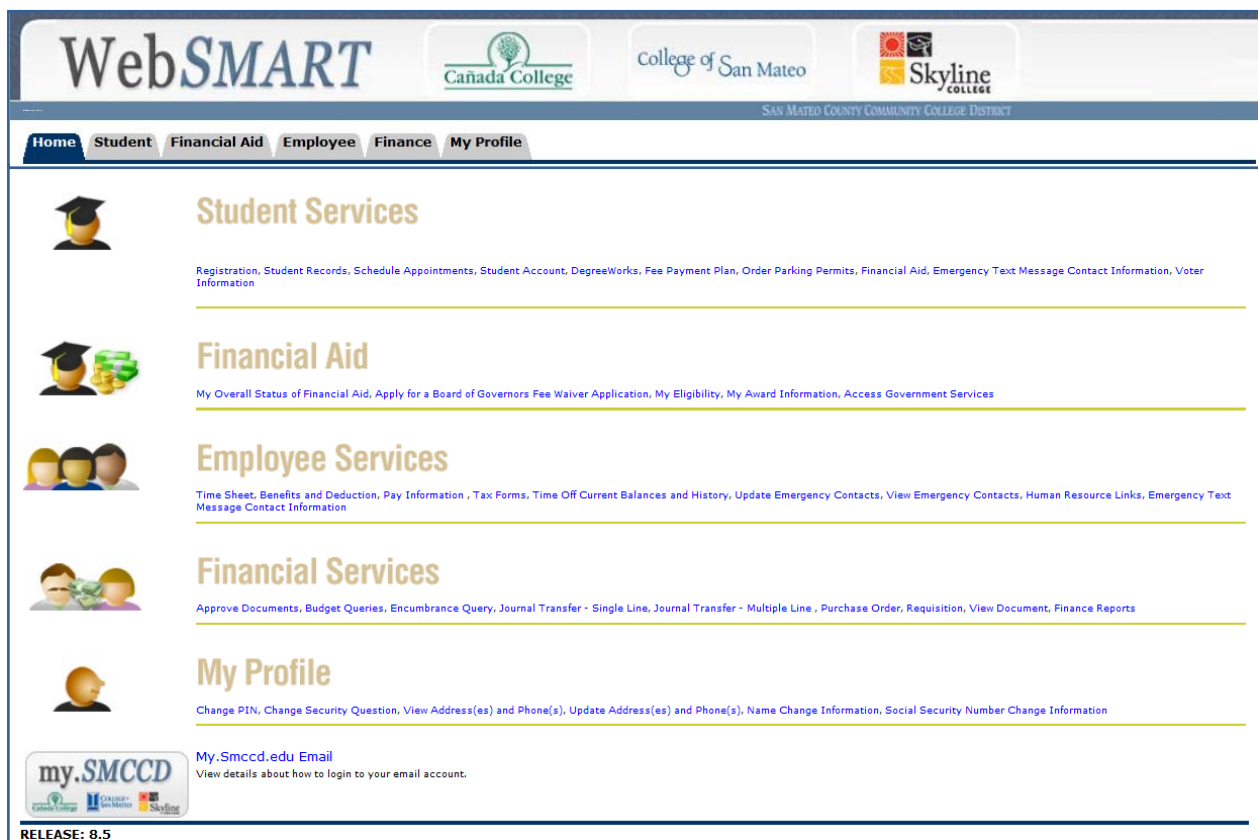 WebSMART
Cañada College
College of San Mateo
Skyline
COLLEGE
SAN MATEO COUNTY COMMUNITY COLLEGE DISTRICT
Home Student Financial Aid Employee Finance My Profile
Student Services
Registration, Student Records, Schedule Appointments, Student Account, DegreeWorks, Fee Payment Plan, Order Parking Permits, Financial Aid, Emergency Text Message Contact Information, Voter
Information
Financial Aid
My Overall Status of Financial Aid, Apply for a Board of Governors Fee Waiver Application, My Eligibility, My Award Information, Access Government Services
Employee Services
Time Sheet, Benefits and Deduction, Pay Information , Tax Forms, Time Off Current Balances and History, Update Emergency Contacts, View Emergency Contacts, Human Resource Links, Emergency Text
Message Contact Information
Financial Services
Approve Documents, Budget Queries, Encumbrance Query, Journal Transfer - Single Line, Journal Transfer - Multiple Line , Purchase Order, Requisition, View Document, Finance Reports
My Profile
Change PIN, Change Security Question, View Address(es) and Phone(s), Update Address(es) and Phone(s), Name Change Information, Social Security Number Change Information
my.SMCCD
Cañada College
COLLEGE OF
SAN MATEO
Skyline
My.Smccd.edu Email
View details about how to login to your email account.
RELEASE: 8.5